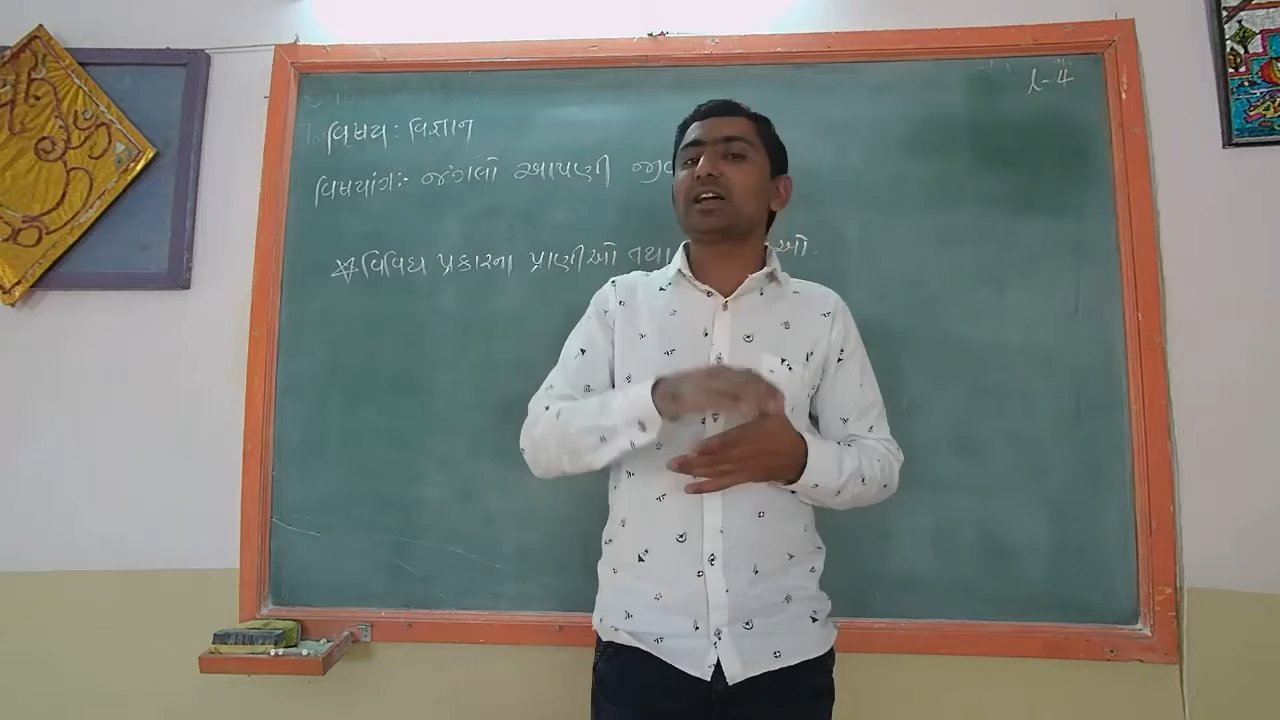 L-4
વિષય : વિજ્ઞાન
વિષયાંગ :- જંગલો આપણી
* વિવિધ પ્રકારના પ્રાણીઓ તથા